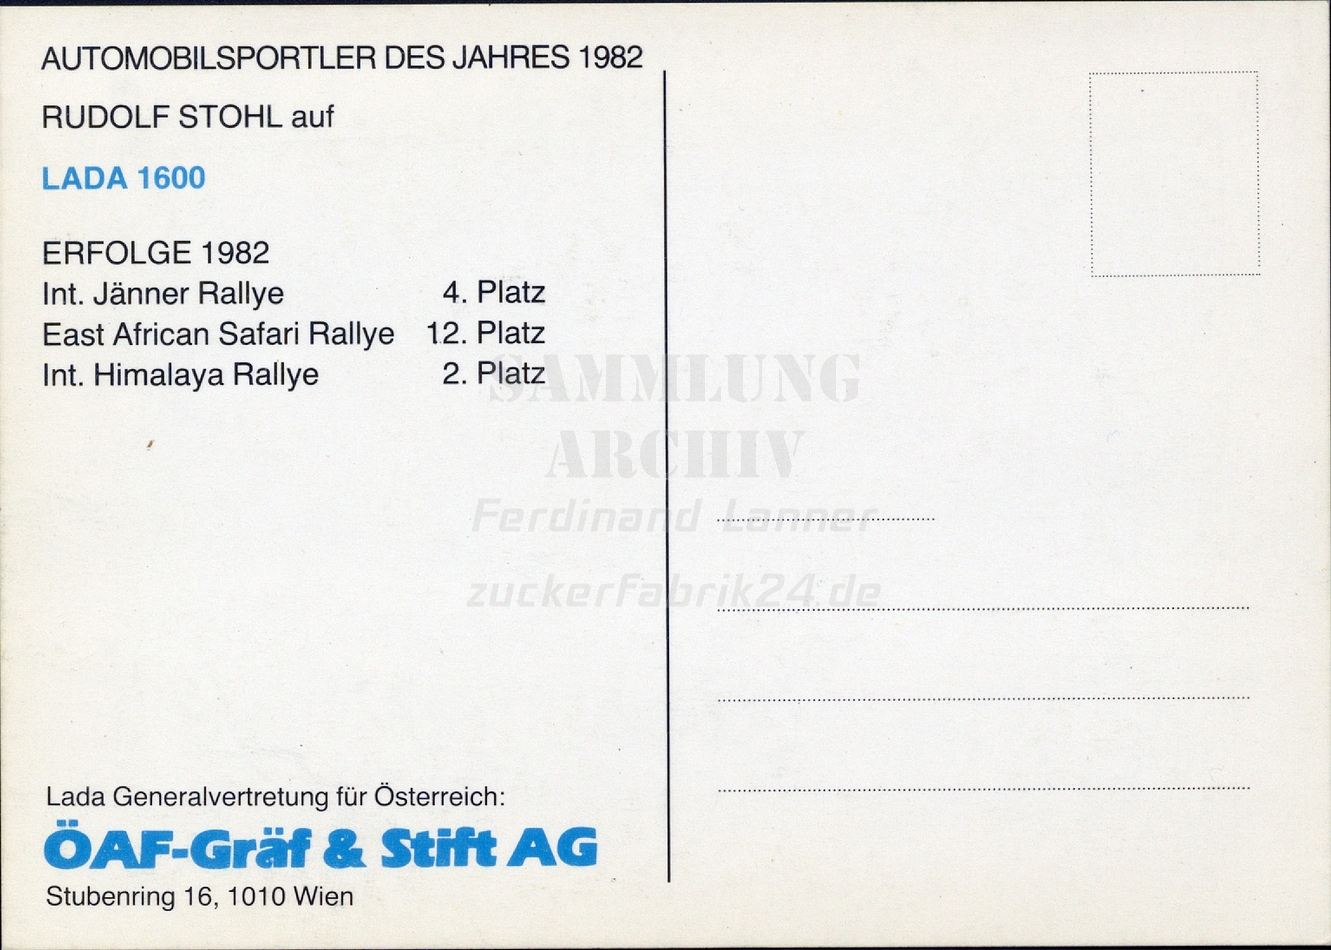 AUTOMOBILSPORTLER DES JAHRES 1982
RUDOLF STOHL auf
LADA 1600
ERFOLGE 1982
Int. Jänner Rallye 4. Platz
East African Safari Rallye 12. Platz
Int. Himalaya Rallye 2. Platz
SAMMLUNG
ARCHIV
Ferdinand Lanner
zuckerfabrik24.de
Lada Generalvertretung für Österreich:
ÖAF-Gräf & Stift AG
Stubenring 16, 1010 Wien